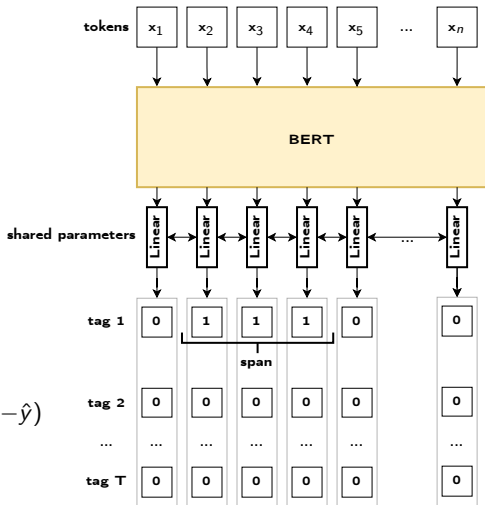 tokens x₁ x₂ x₃ x₄ x₅ ... xₙ
BERT
shared parameters Linear Linear Linear Linear Linear ... Linear
tag 1 0 1 1 1 0 0
span
−ŷ)
tag 2 0 0 0 0 0 0
... ... ... ... ... ... ...
tag T 0 0 0 0 0 0